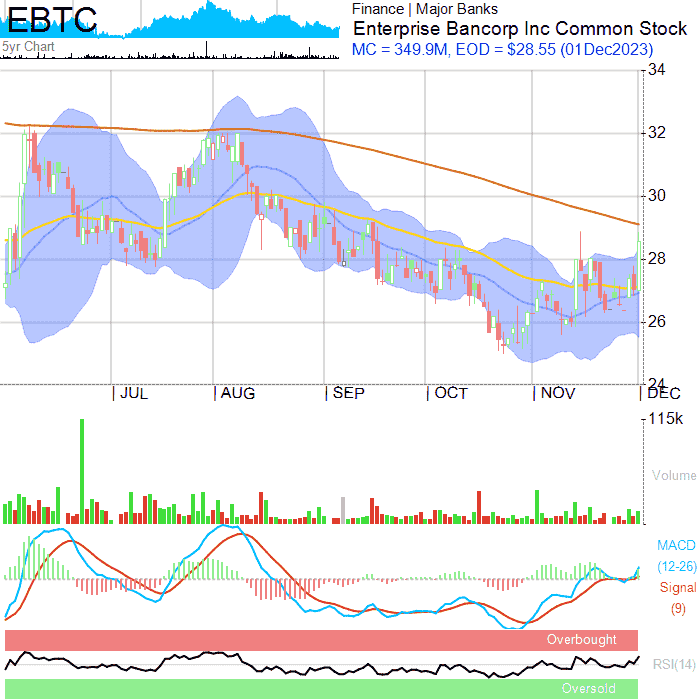 EBTC
5yr Chart
Finance | Major Banks
Enterprise Bancorp Inc Common Stock
MC = 349.9M, EOD = $28.55 (01Dec2023)
34
32
30
28
26
24
JUL AUG SEP OCT NOV DEC
115k
Volume
MACD
(12-26)
Signal
(9)
Overbought
RSI(14)
Oversold